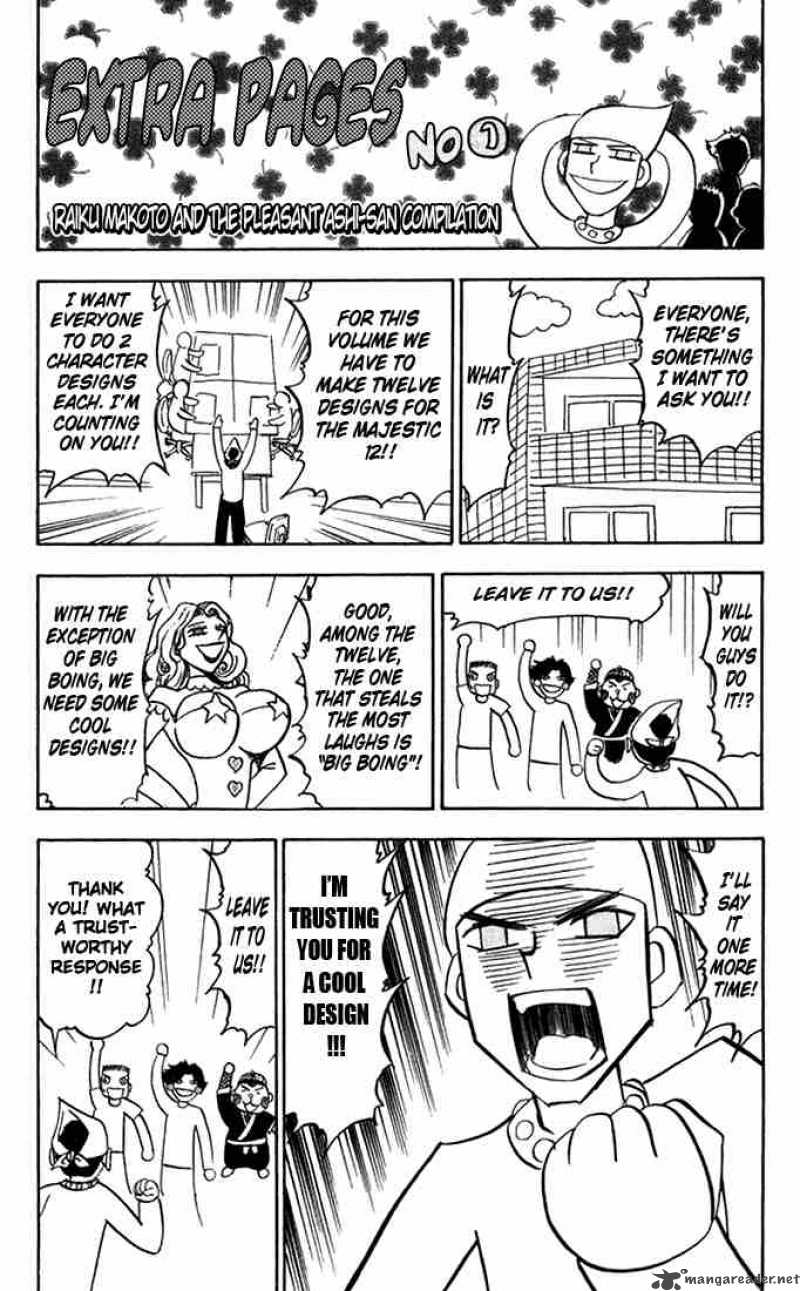 EXTRA PAGES
NO 1
RAIKU MAKOTO AND THE PLEASANT ASHI-SAN COMPILATION
EVERYONE,
THERE'S
SOMETHING
I WANT TO
ASK YOU!!
WHAT
IS
IT?
FOR THIS
VOLUME WE
HAVE TO
MAKE TWELVE
DESIGNS FOR
THE MAJESTIC
12!!
I WANT
EVERYONE
TO DO 2
CHARACTER
DESIGNS
EACH. I'M
COUNTING
ON YOU!!
WILL
YOU
GUYS
DO
IT!?
LEAVE IT TO US!!
GOOD,
AMONG THE
TWELVE,
THE ONE
THAT STEALS
THE MOST
LAUGHS IS
"BIG BOING"!
WITH THE
EXCEPTION
OF BIG
BOING, WE
NEED SOME
COOL
DESIGNS!!
I'LL
SAY
IT
ONE
MORE
TIME!
I'M
TRUSTING
YOU FOR
A COOL
DESIGN
!!!
LEAVE
IT TO
US!!
THANK
YOU! WHAT
A TRUST-
WORTHY
RESPONSE
!!
mangareader.net